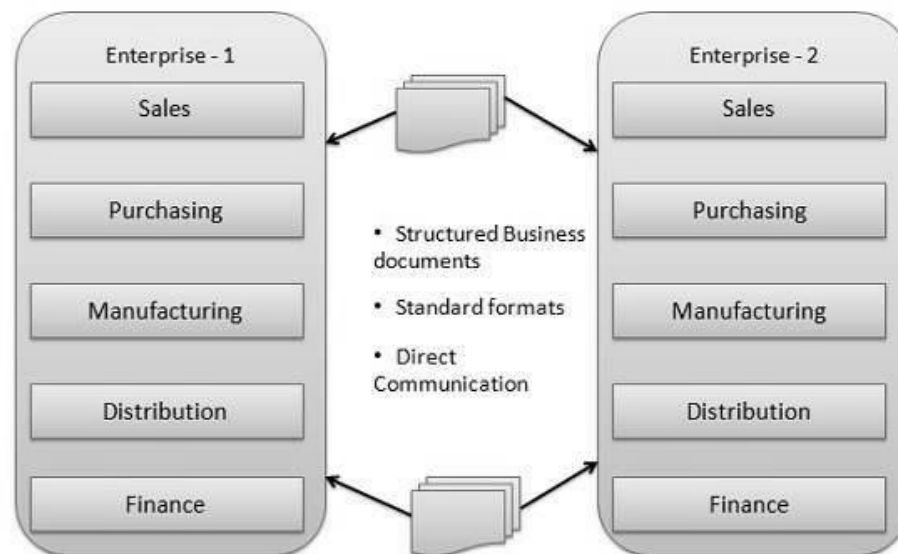 Enterprise - 1
Sales
Purchasing
Manufacturing
Distribution
Finance
• Structured Business
documents
• Standard formats
• Direct
Communication
Enterprise - 2
Sales
Purchasing
Manufacturing
Distribution
Finance